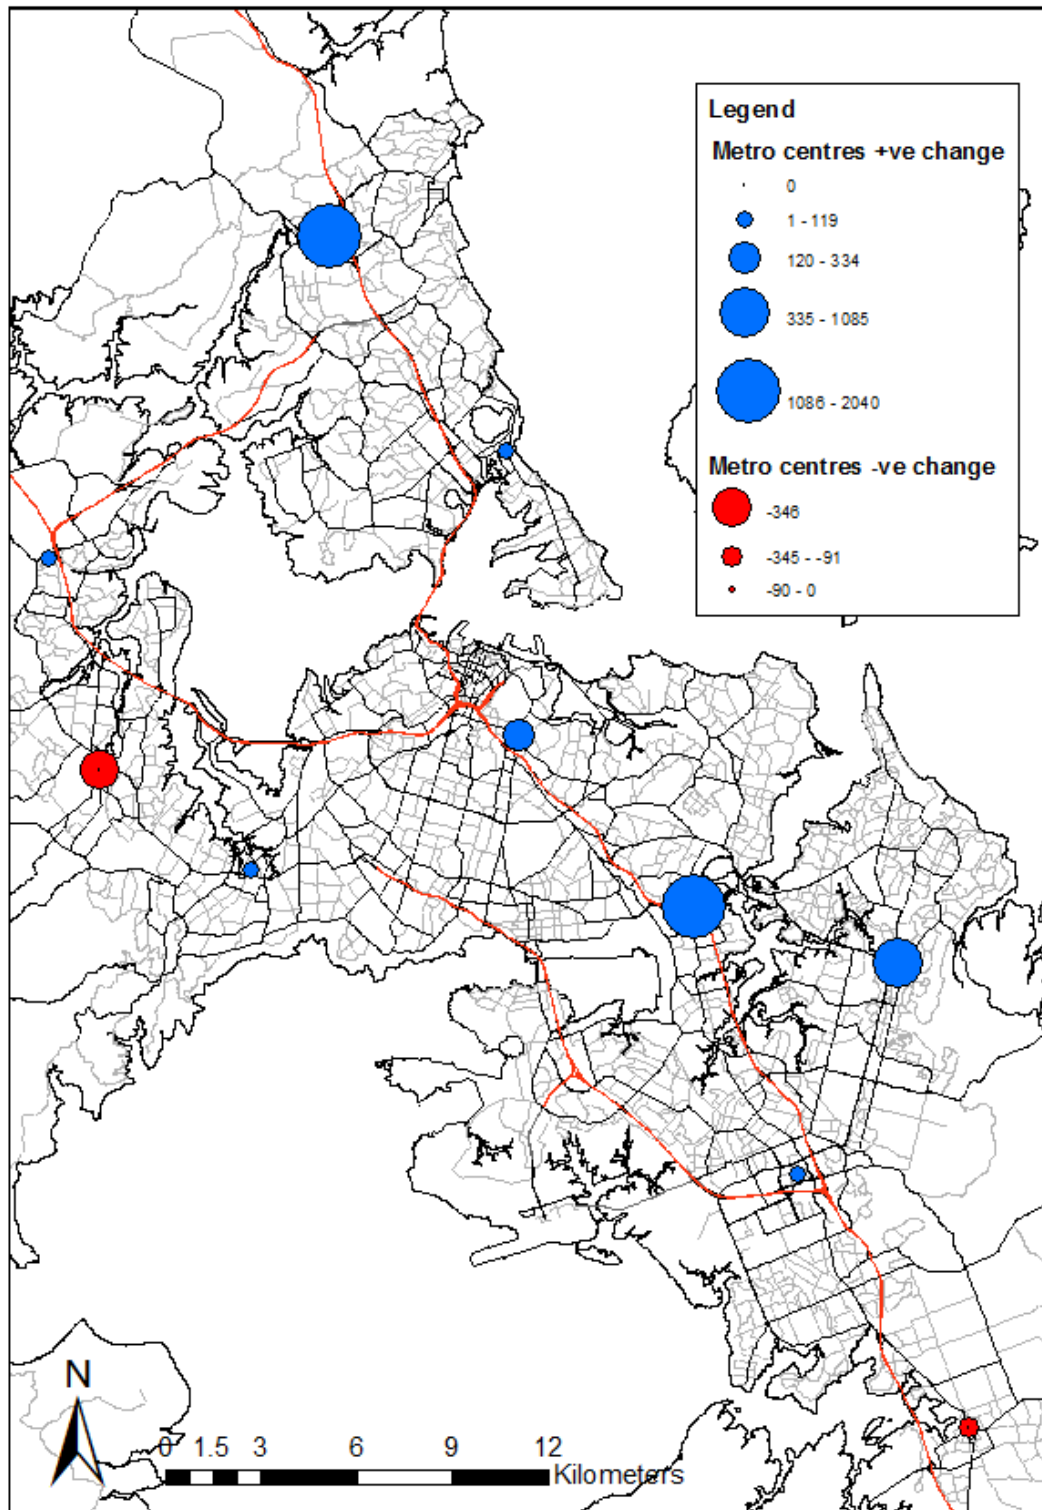 Legend
Metro centres +ve change
0
1 - 119
120 - 334
335 - 1085
1086 - 2040
Metro centres -ve change
-346
-345 - -91
-90 - 0
N
0 1.5 3 6 9 12
Kilometers